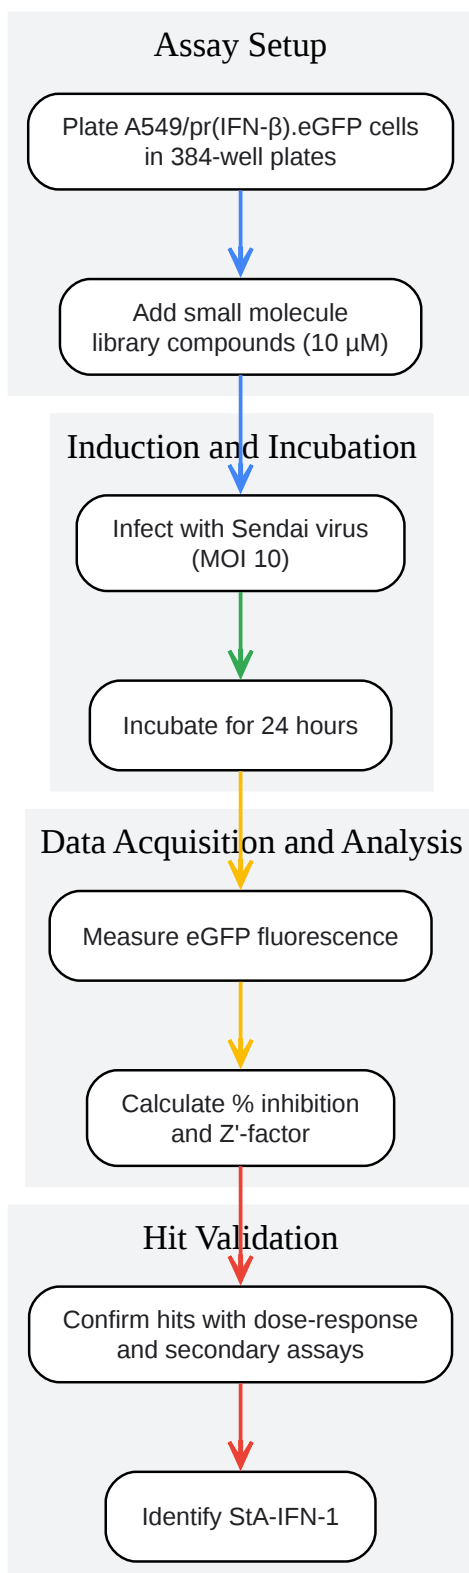 Assay Setup
Plate A549/pr(IFN-β).eGFP cells
in 384-well plates
Add small molecule
library compounds (10 µM)
Induction and Incubation
Infect with Sendai virus
(MOI 10)
Incubate for 24 hours
Data Acquisition and Analysis
Measure eGFP fluorescence
Calculate % inhibition
and Z'-factor
Hit Validation
Confirm hits with dose-response
and secondary assays
Identify StA-IFN-1